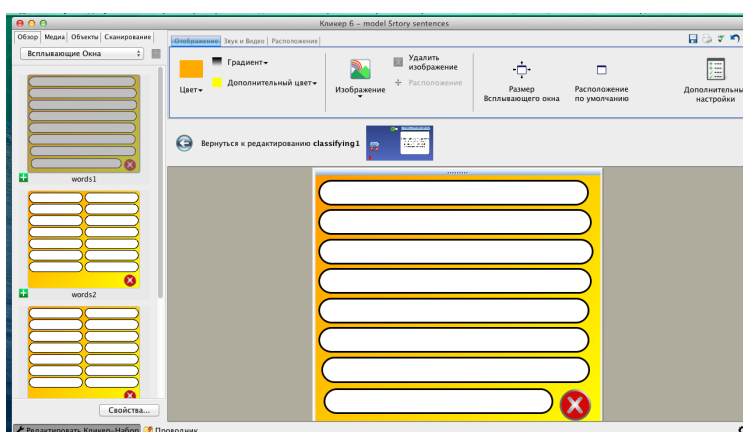 Кликер 6 – model Srtory sentences
Обзор Медиа Объекты Сканирование
Отображение Звук и Видео Расположение
Всплывающие Окна
Градиент
Удалить изображение
Цвет
Дополнительный цвет
Изображение
Расположение
Размер Всплывающего окна
Расположение по умолчанию
Дополнительны настройки
Вернуться к редактированию classifying1
words1
words2
Свойства...
Редактировать Кликер-Набор Проводник